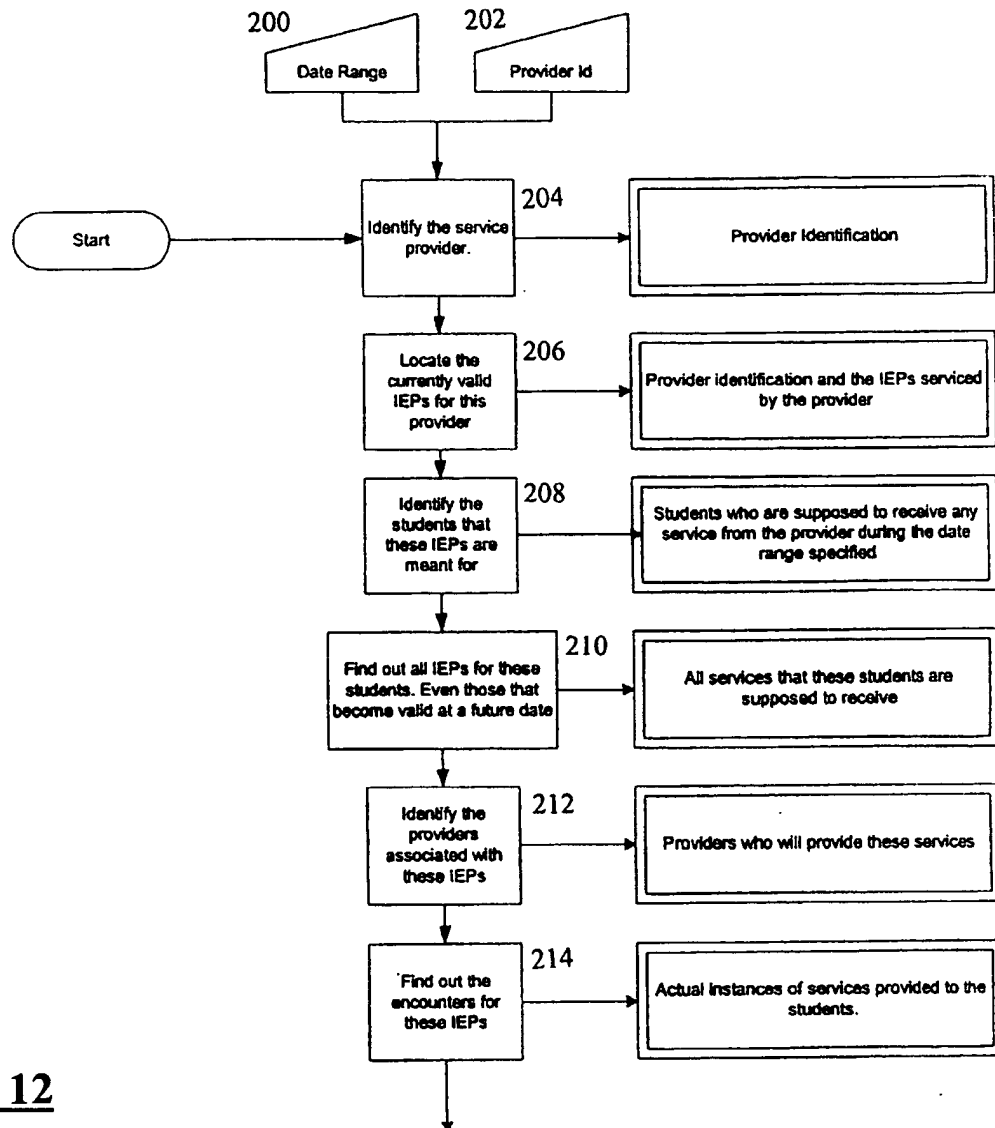 200
202
Date Range
Provider Id
Start
Identify the service
provider.
204
Provider Identification
Locate the
currently valid
IEPs for this
provider
206
Provider identification and the IEPs serviced
by the provider
Identify the
students that
these IEPs are
meant for
208
Students who are supposed to receive any
service from the provider during the date
range specified
Find out all IEPs for these
students. Even those that
become valid at a future date
210
All services that these students are
supposed to receive
Identify the
providers
associated with
these IEPs
212
Providers who will provide these services
Find out the
encounters for
these IEPs
214
Actual instances of services provided to the
students.
12